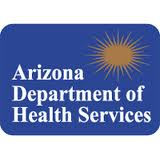 Arizona
Department of
Health Services